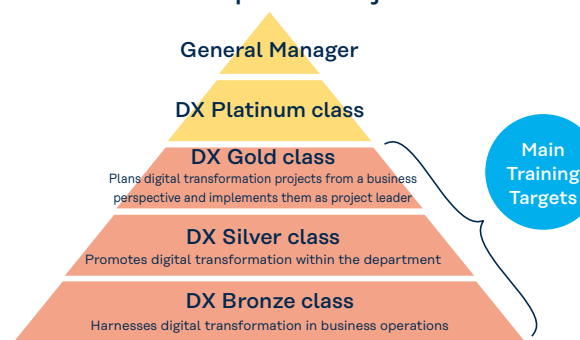 General Manager
DX Platinum class
DX Gold class
Plans digital transformation projects from a business
perspective and implements them as project leader
DX Silver class
Promotes digital transformation within the department
DX Bronze class
Harnesses digital transformation in business operations
Main
Training
Targets